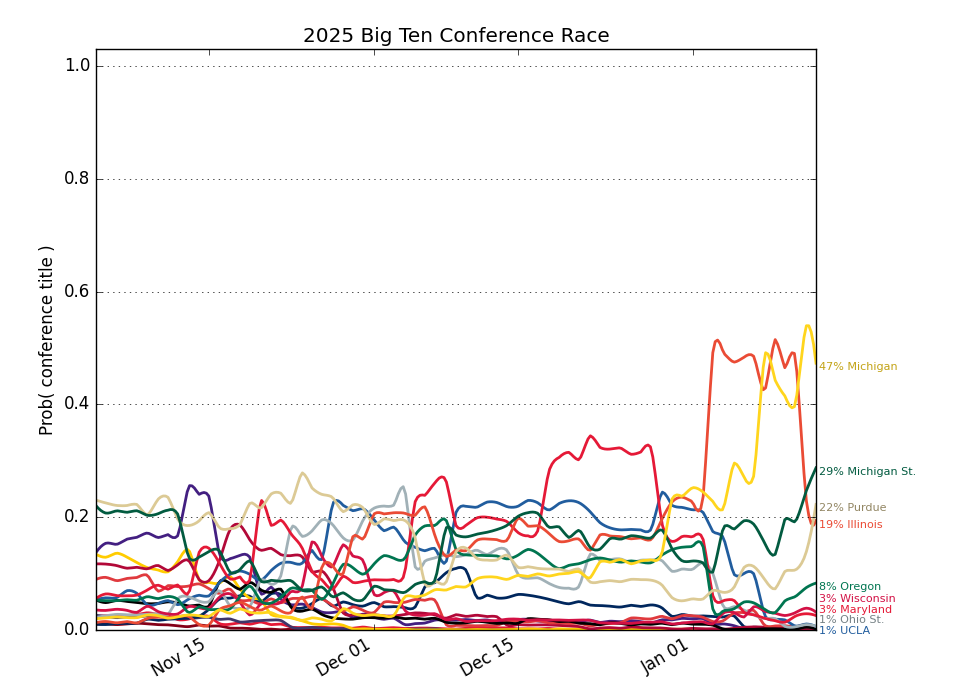 2025 Big Ten Conference Race
Prob( conference title )
1.0
0.8
0.6
0.4
0.2
0.0
Nov 15
Dec 01
Dec 15
Jan 01
47% Michigan
29% Michigan St.
22% Purdue
19% Illinois
8% Oregon
3% Wisconsin
3% Maryland
1% Ohio St.
1% UCLA